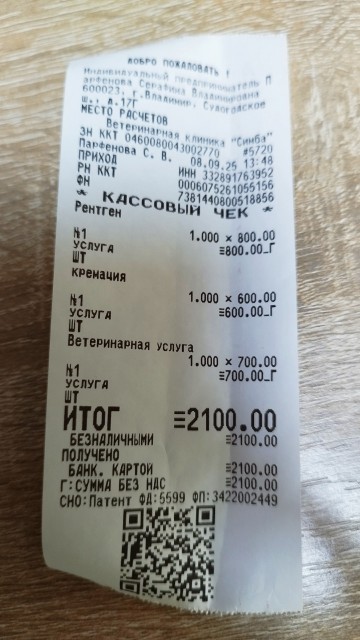 ДОБРО ПОЖАЛОВАТЬ !
Индивидуальный предприниматель П
арфенова Серафима Владимировна
600023, г.Владимир, Судогодское
ш., д.17Г
МЕСТО РАСЧЕТОВ
Ветеринарная клиника "Симба"
ЗН ККТ 0460080043002770 #5720
Парфенова С. В. 08.09.25 13:48
ПРИХОД ИНН 332891763952
РН ККТ 0006075261055156
ФН 7381440800518856
* КАССОВЫЙ ЧЕК *
Рентген
1.000 × 800.00
№1 ≡800.00_Г
УСЛУГА
ШТ
кремация
1.000 × 600.00
№1 ≡600.00_Г
УСЛУГА
ШТ
Ветеринарная услуга
1.000 × 700.00
№1 ≡700.00_Г
УСЛУГА
ШТ
ИТОГ ≡2100.00
БЕЗНАЛИЧНЫМИ ≡2100.00
ПОЛУЧЕНО
БАНК. КАРТОЙ ≡2100.00
Г:СУММА БЕЗ НДС ≡2100.00
СНО:Патент ФД:5599 ФП:3422002449